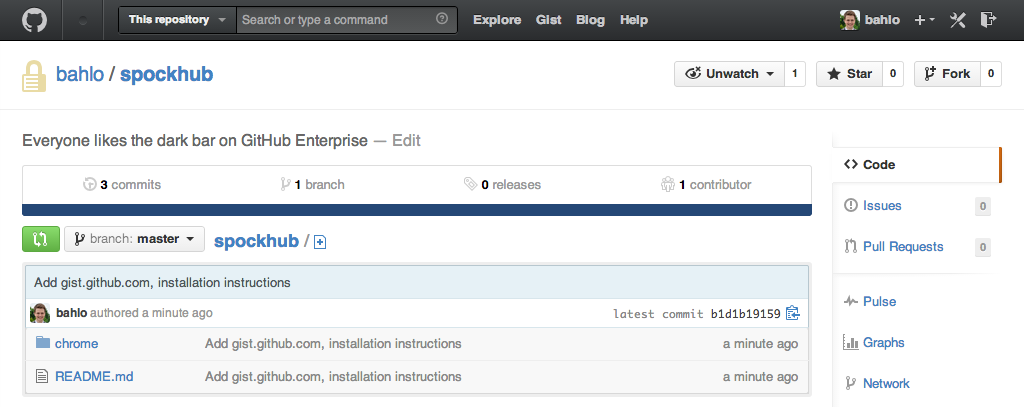 This repository Search or type a command Explore Gist Blog Help bahlo
bahlo / spockhub Unwatch 1 Star 0 Fork 0
Everyone likes the dark bar on GitHub Enterprise — Edit
3 commits 1 branch 0 releases 1 contributor
branch: master spockhub /
Add gist.github.com, installation instructions
bahlo authored a minute ago latest commit b1d1b19159
chrome Add gist.github.com, installation instructions a minute ago
README.md Add gist.github.com, installation instructions a minute ago
Code
Issues 0
Pull Requests 0
Pulse
Graphs
Network